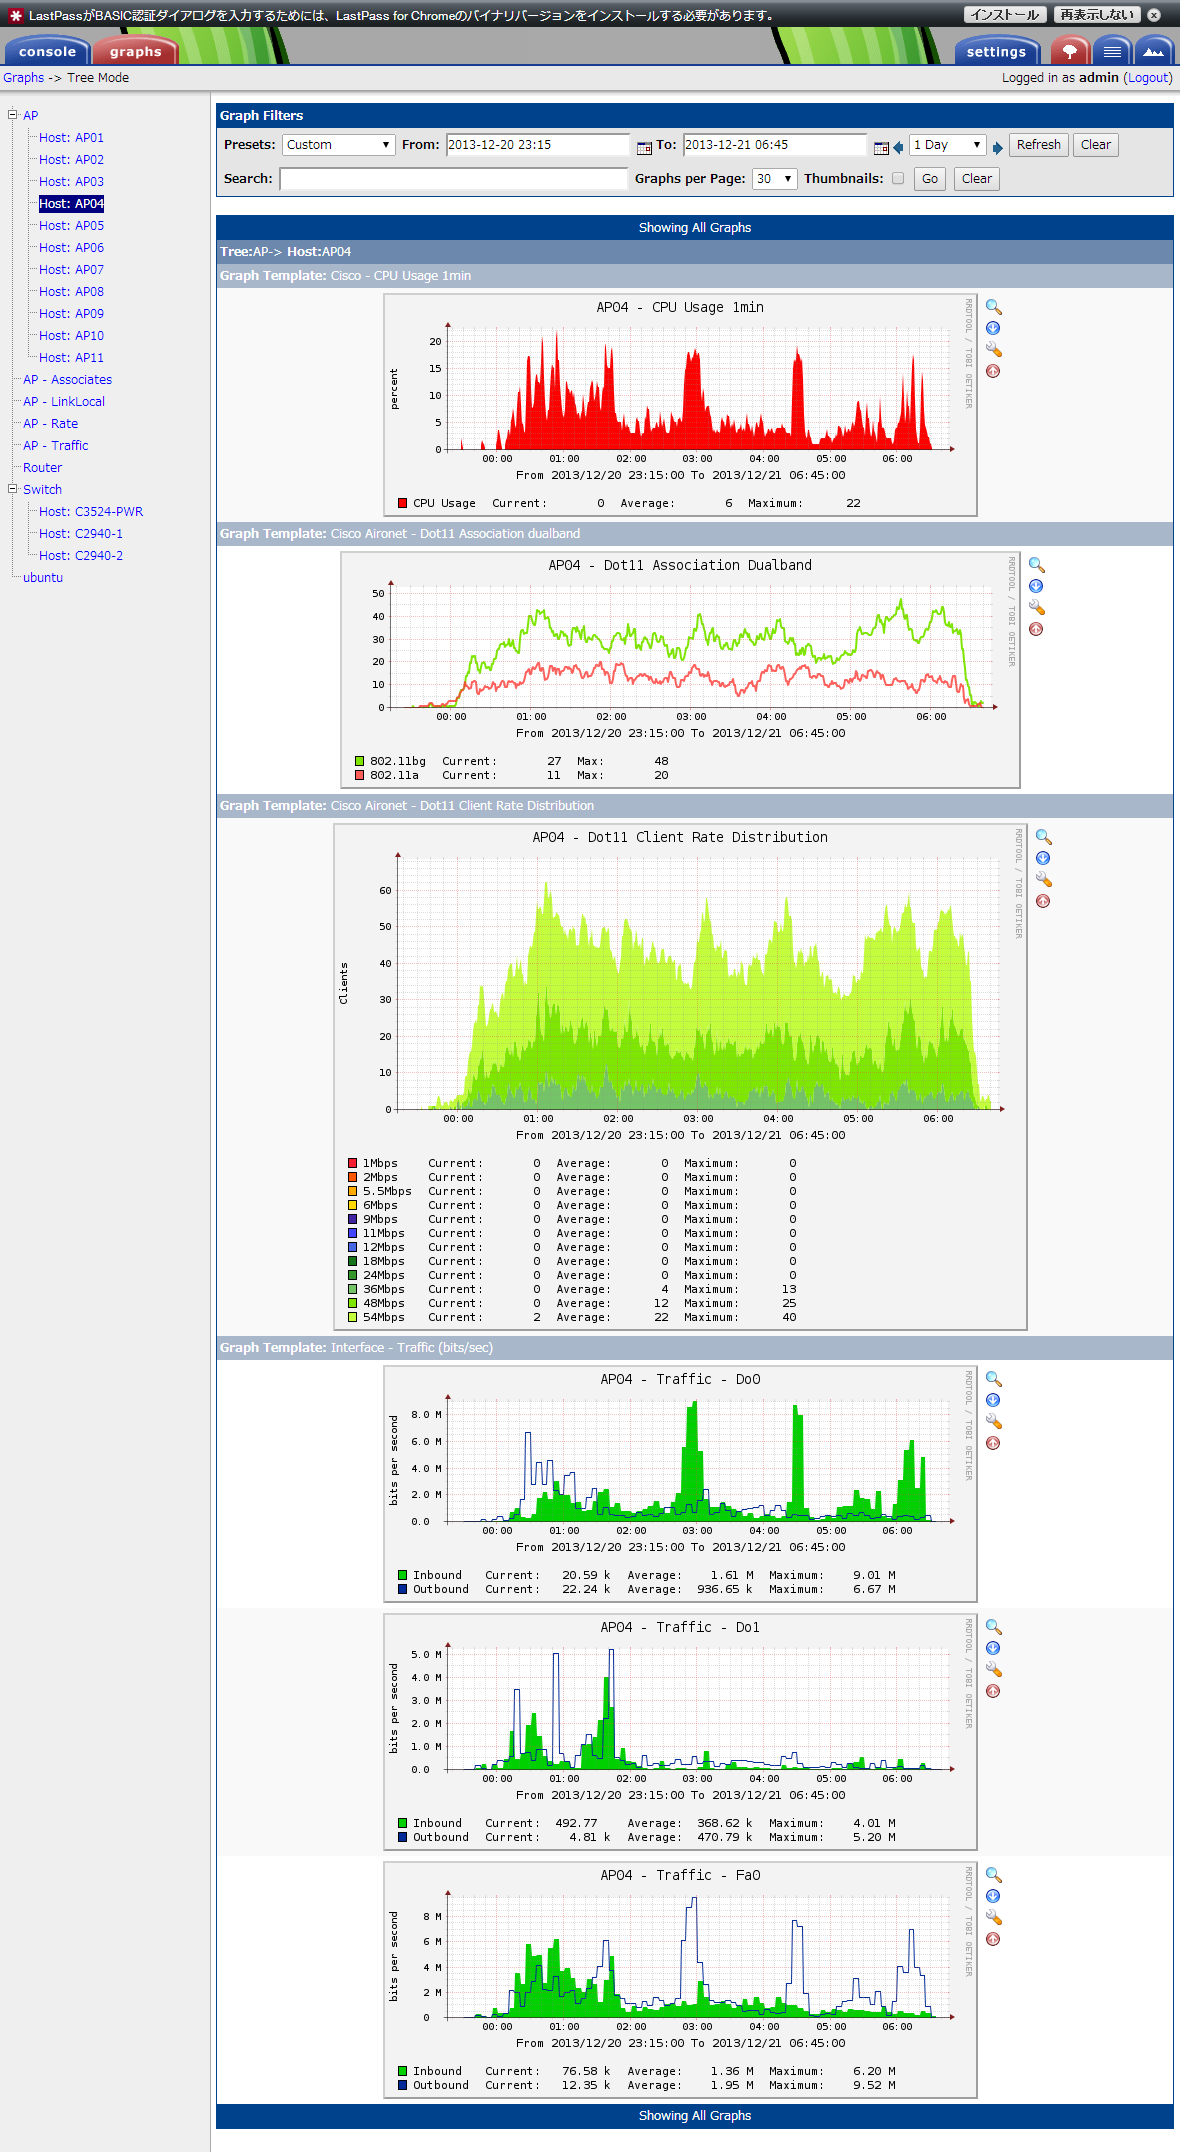 LastPassがBASIC認証ダイアログを入力するためには、LastPass for Chromeのバイナリバージョンをインストールする必要があります。 インストール 再表示しない
console graphs settings
Graphs -> Tree Mode Logged in as admin (Logout)
AP
Host: AP01
Host: AP02
Host: AP03
Host: AP04
Host: AP05
Host: AP06
Host: AP07
Host: AP08
Host: AP09
Host: AP10
Host: AP11
AP - Associates
AP - LinkLocal
AP - Rate
AP - Traffic
Router
Switch
Host: C3524-PWR
Host: C2940-1
Host: C2940-2
ubuntu
Graph Filters
Presets: Custom From: 2013-12-20 23:15 To: 2013-12-21 06:45 1 Day Refresh Clear
Search: Graphs per Page: 30 Thumbnails: Go Clear
Showing All Graphs
Tree:AP-> Host:AP04
Graph Template: Cisco - CPU Usage 1min
AP04 - CPU Usage 1min
RRDTOOL / TOBI OETIKER
percent
20
15
10
5
0
00:00 01:00 02:00 03:00 04:00 05:00 06:00
From 2013/12/20 23:15:00 To 2013/12/21 06:45:00
CPU Usage Current: 0 Average: 6 Maximum: 22
Graph Template: Cisco Aironet - Dot11 Association dualband
AP04 - Dot11 Association Dualband
RRDTOOL / TOBI OETIKER
50
40
30
20
10
0
00:00 01:00 02:00 03:00 04:00 05:00 06:00
From 2013/12/20 23:15:00 To 2013/12/21 06:45:00
802.11bg Current: 27 Max: 48
802.11a Current: 11 Max: 20
Graph Template: Cisco Aironet - Dot11 Client Rate Distribution
AP04 - Dot11 Client Rate Distribution
RRDTOOL / TOBI OETIKER
Clients
60
50
40
30
20
10
0
00:00 01:00 02:00 03:00 04:00 05:00 06:00
From 2013/12/20 23:15:00 To 2013/12/21 06:45:00
1Mbps Current: 0 Average: 0 Maximum: 0
2Mbps Current: 0 Average: 0 Maximum: 0
5.5Mbps Current: 0 Average: 0 Maximum: 0
6Mbps Current: 0 Average: 0 Maximum: 0
9Mbps Current: 0 Average: 0 Maximum: 0
11Mbps Current: 0 Average: 0 Maximum: 0
12Mbps Current: 0 Average: 0 Maximum: 0
18Mbps Current: 0 Average: 0 Maximum: 0
24Mbps Current: 0 Average: 0 Maximum: 0
36Mbps Current: 0 Average: 4 Maximum: 13
48Mbps Current: 0 Average: 12 Maximum: 25
54Mbps Current: 2 Average: 22 Maximum: 40
Graph Template: Interface - Traffic (bits/sec)
AP04 - Traffic - Do0
RRDTOOL / TOBI OETIKER
bits per second
8.0 M
6.0 M
4.0 M
2.0 M
0.0
00:00 01:00 02:00 03:00 04:00 05:00 06:00
From 2013/12/20 23:15:00 To 2013/12/21 06:45:00
Inbound Current: 20.59 k Average: 1.61 M Maximum: 9.01 M
Outbound Current: 22.24 k Average: 936.65 k Maximum: 6.67 M
AP04 - Traffic - Do1
RRDTOOL / TOBI OETIKER
bits per second
5.0 M
4.0 M
3.0 M
2.0 M
1.0 M
0.0
00:00 01:00 02:00 03:00 04:00 05:00 06:00
From 2013/12/20 23:15:00 To 2013/12/21 06:45:00
Inbound Current: 492.77 Average: 368.62 k Maximum: 4.01 M
Outbound Current: 4.81 k Average: 470.79 k Maximum: 5.20 M
AP04 - Traffic - Fa0
RRDTOOL / TOBI OETIKER
bits per second
8 M
6 M
4 M
2 M
0
00:00 01:00 02:00 03:00 04:00 05:00 06:00
From 2013/12/20 23:15:00 To 2013/12/21 06:45:00
Inbound Current: 76.58 k Average: 1.36 M Maximum: 6.20 M
Outbound Current: 12.35 k Average: 1.95 M Maximum: 9.52 M
Showing All Graphs